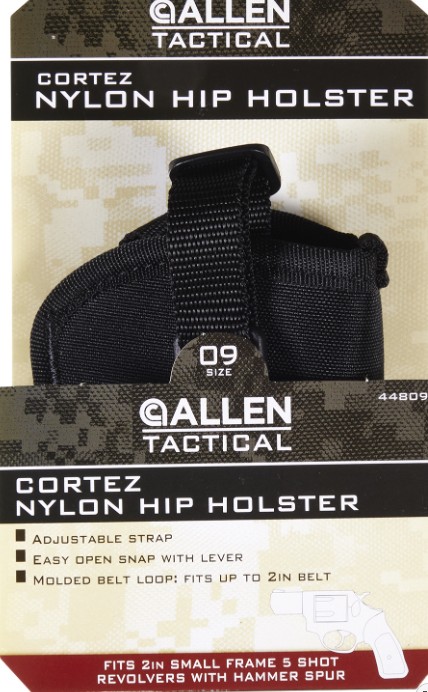 ALLEN
TACTICAL
CORTEZ
NYLON HIP HOLSTER
09
SIZE
44809
ALLEN
TACTICAL
CORTEZ
NYLON HIP HOLSTER
ADJUSTABLE STRAP
EASY OPEN SNAP WITH LEVER
MOLDED BELT LOOP: FITS UP TO 2IN BELT
FITS 2IN SMALL FRAME 5 SHOT
REVOLVERS WITH HAMMER SPUR